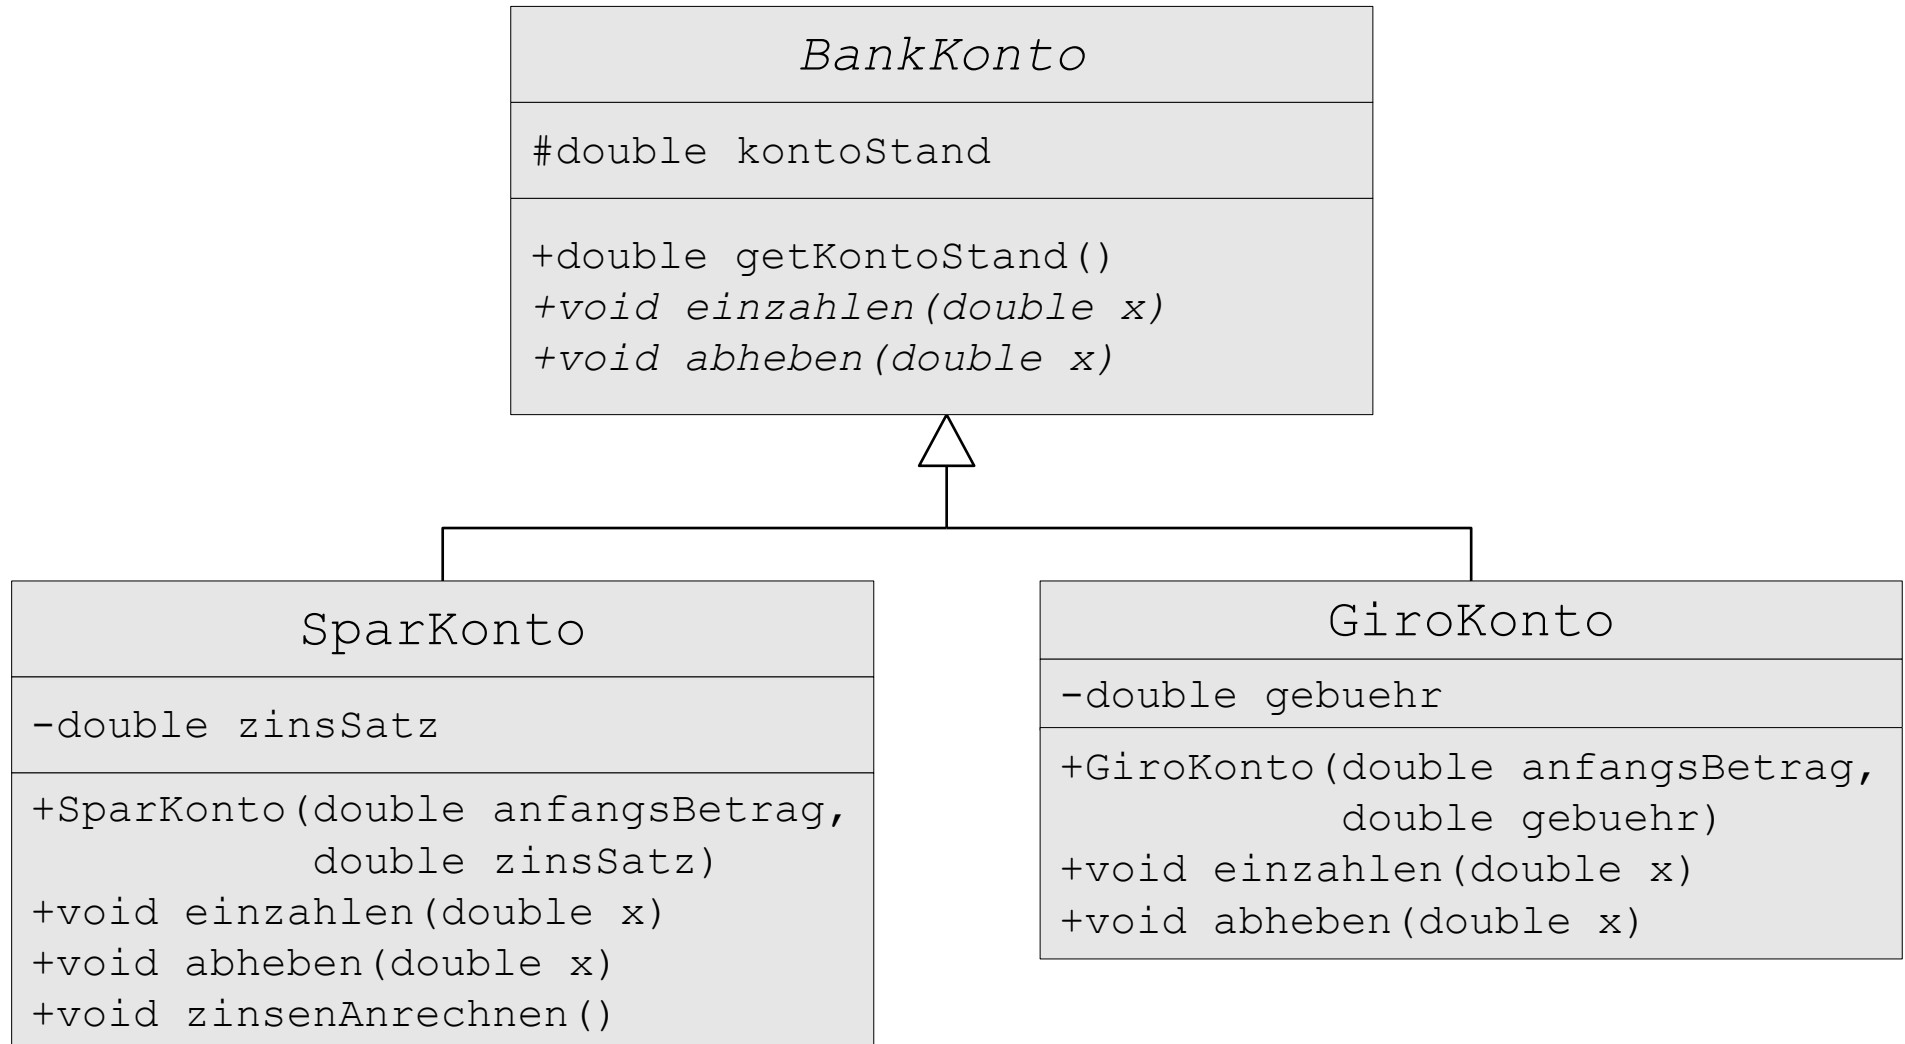 BankKonto
#double kontoStand
+double getKontoStand()
+void einzahlen(double x)
+void abheben(double x)
SparKonto
-double zinsSatz
+SparKonto(double anfangsBetrag,
double zinsSatz)
+void einzahlen(double x)
+void abheben(double x)
+void zinsenAnrechnen()
GiroKonto
-double gebuehr
+GiroKonto(double anfangsBetrag,
double gebuehr)
+void einzahlen(double x)
+void abheben(double x)